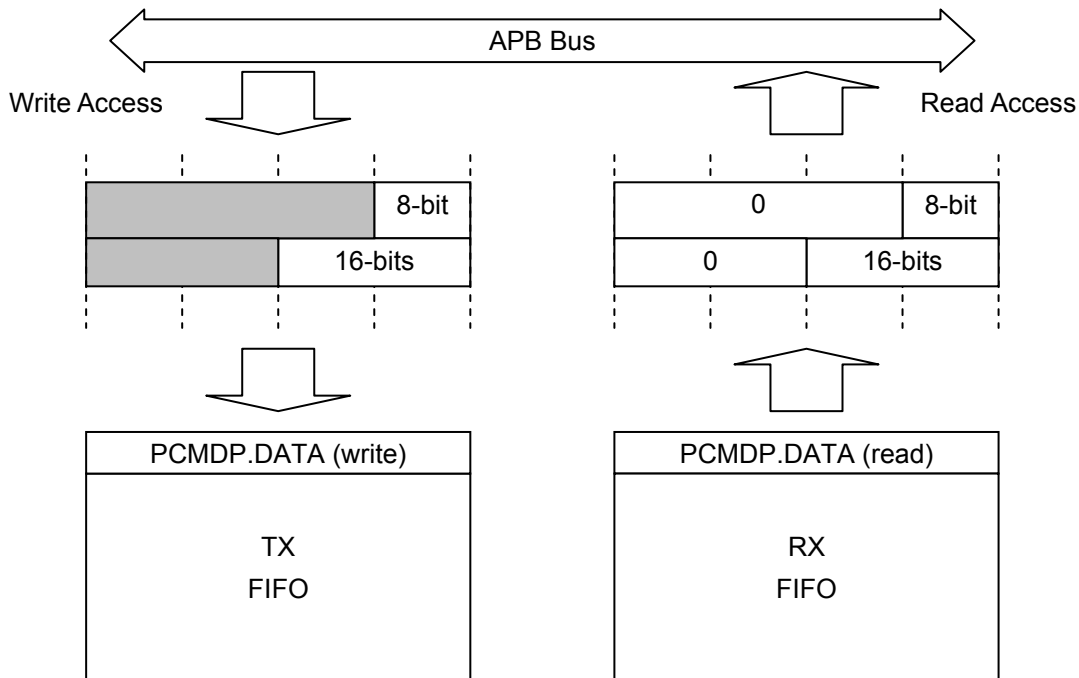 APB Bus
Write Access
Read Access
8-bit
0
8-bit
16-bits
0
16-bits
PCMDP.DATA (write)
PCMDP.DATA (read)
TX
FIFO
RX
FIFO